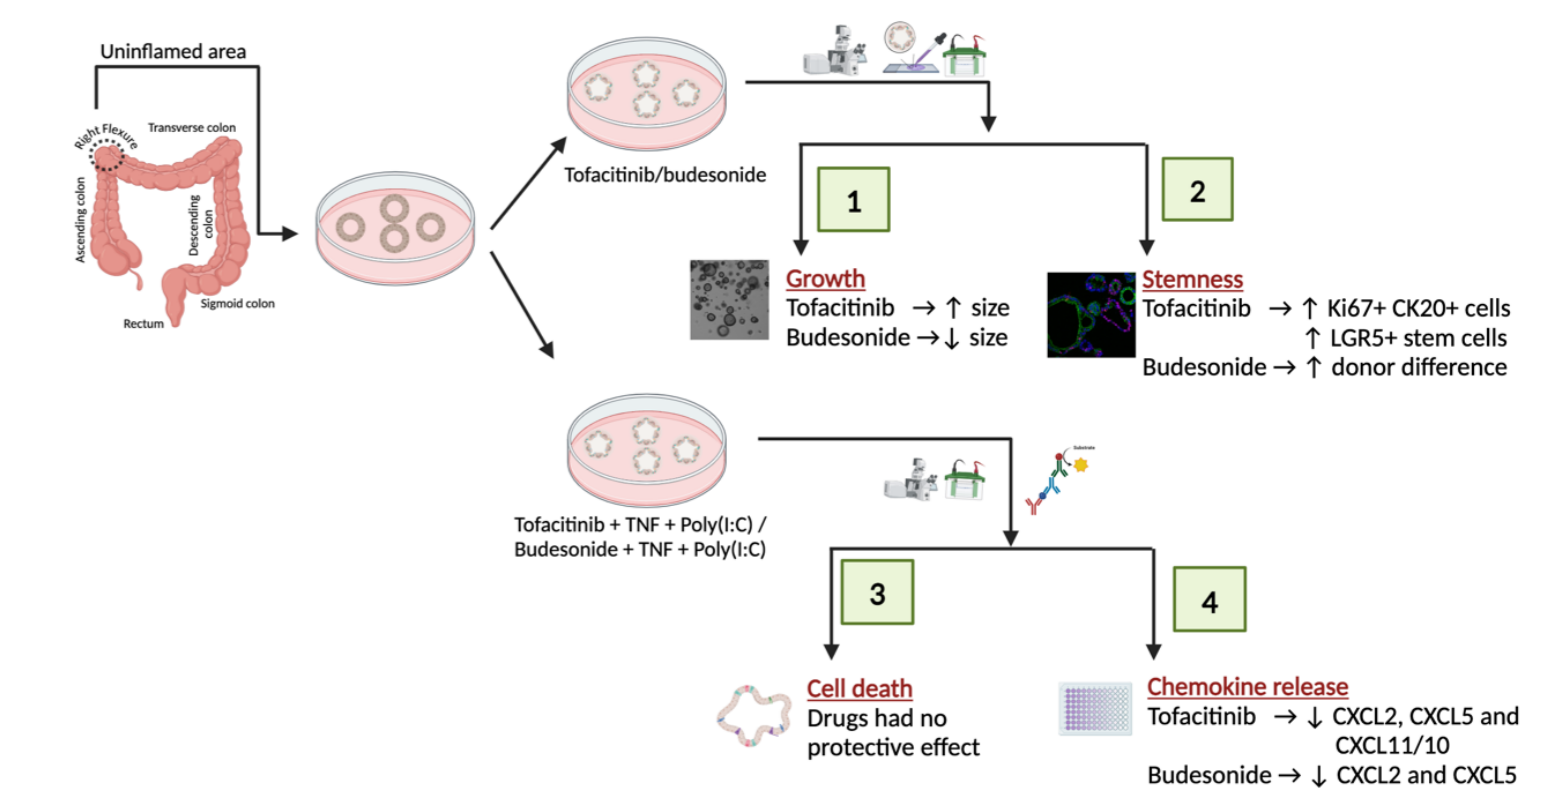 Uninflamed area
Right Flexure
Transverse colon
Ascending colon
Descending
colon
Sigmoid colon
Rectum
Tofacitinib/budesonide
1
Growth
Tofacitinib → ↑ size
Budesonide → ↓ size
2
Stemness
Tofacitinib → ↑ Ki67+ CK20+ cells
↑ LGR5+ stem cells
Budesonide → ↑ donor difference
Tofacitinib + TNF + Poly(I:C) /
Budesonide + TNF + Poly(I:C)
Substrate
3
Cell death
Drugs had no
protective effect
4
Chemokine release
Tofacitinib → ↓ CXCL2, CXCL5 and
CXCL11/10
Budesonide → ↓ CXCL2 and CXCL5